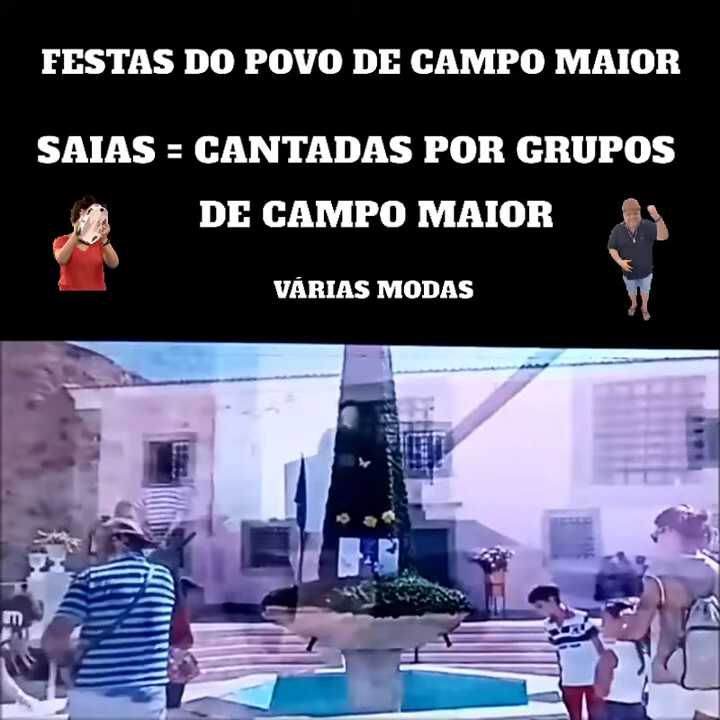 FESTAS DO POVO DE CAMPO MAIOR
SAIAS = CANTADAS POR GRUPOS
DE CAMPO MAIOR
VÁRIAS MODAS